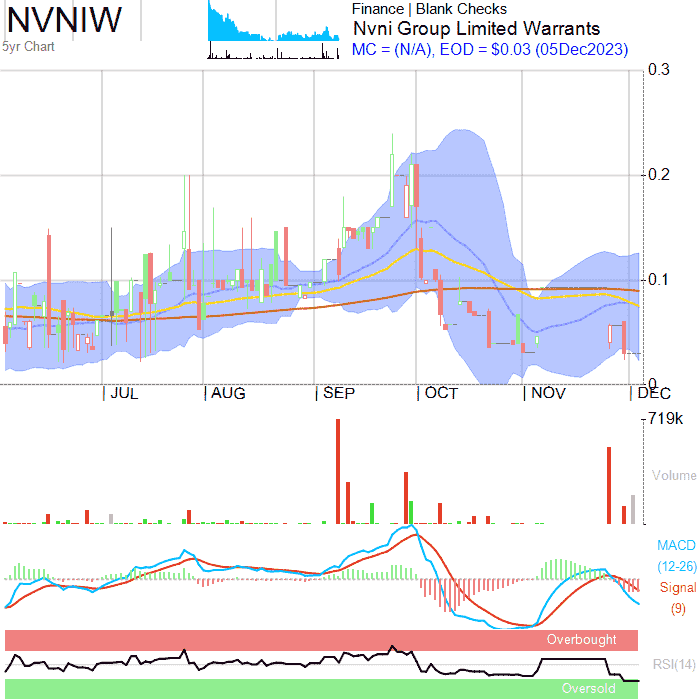 NVNIW
5yr Chart
Finance | Blank Checks
Nvni Group Limited Warrants
MC = (N/A), EOD = $0.03 (05Dec2023)
0.3
0.2
0.1
0
JUL AUG SEP OCT NOV DEC
719k
Volume
MACD
(12-26)
Signal
(9)
Overbought
RSI(14)
Oversold